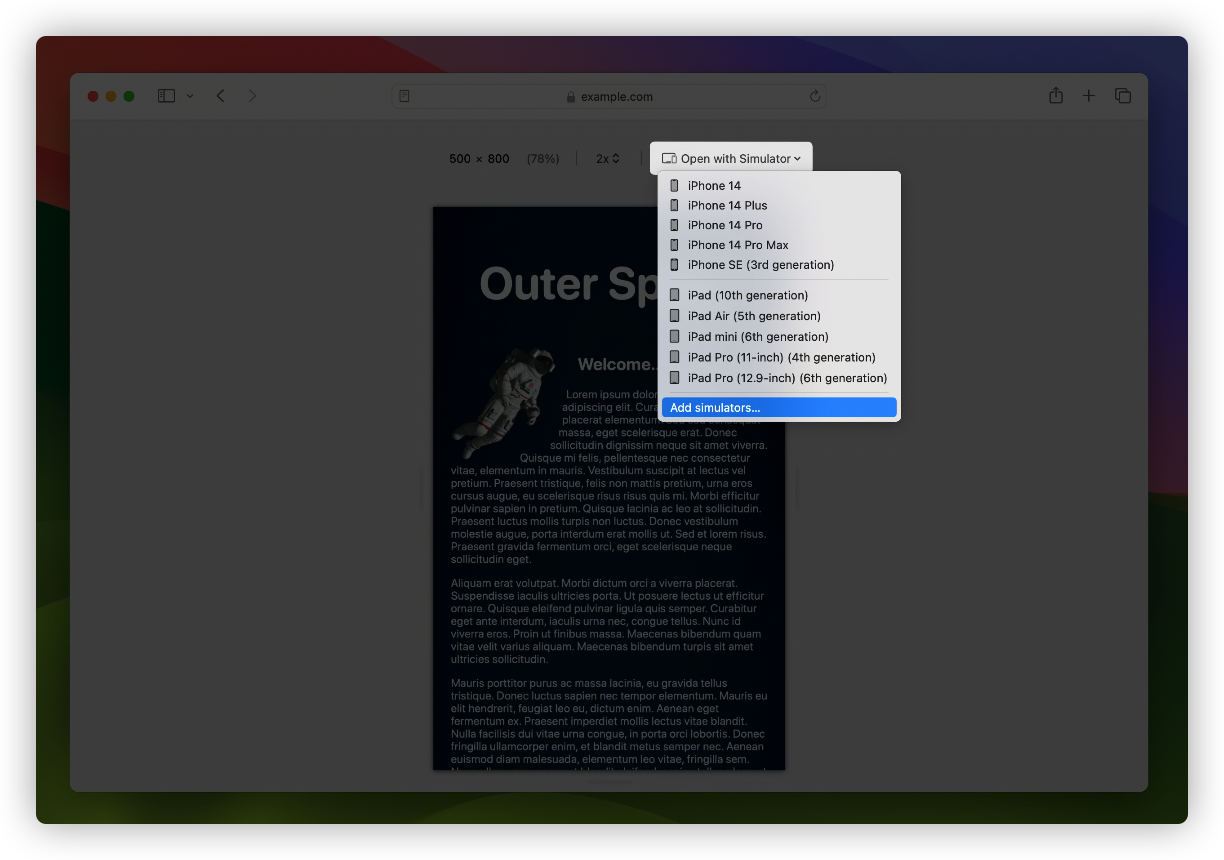 example.com
500 × 800 (78%) 2x Open with Simulator
iPhone 14
iPhone 14 Plus
iPhone 14 Pro
iPhone 14 Pro Max
iPhone SE (3rd generation)
iPad (10th generation)
iPad Air (5th generation)
iPad mini (6th generation)
iPad Pro (11-inch) (4th generation)
iPad Pro (12.9-inch) (6th generation)
Add simulators...
Outer Sp
Welcome..
Lorem ipsum dolor
adipiscing elit. Cura
placerat elementum
massa, eget scelerisque erat. Donec
sollicitudin dignissim neque sit amet viverra.
Quisque mi felis, pellentesque nec consectetur
vitae, elementum in mauris. Vestibulum suscipit at lectus vel
pretium. Praesent tristique, felis non mattis pretium, urna eros
cursus augue, eu scelerisque risus risus quis mi. Morbi efficitur
pulvinar sapien in pretium. Quisque lacinia ac leo at sollicitudin.
Praesent luctus mollis turpis non luctus. Donec vestibulum
molestie augue, porta interdum erat mollis ut. Sed et lorem risus.
Praesent gravida fermentum orci, eget scelerisque neque
sollicitudin eget.
Aliquam erat volutpat. Morbi dictum orci a viverra placerat.
Suspendisse iaculis ultricies porta. Ut posuere lectus ut efficitur
ornare. Quisque eleifend pulvinar ligula quis semper. Curabitur
eget ante interdum, iaculis urna nec, congue tellus. Nunc id
viverra eros. Proin ut finibus massa. Maecenas bibendum quam
vitae velit varius aliquam. Maecenas bibendum turpis sit amet
ultricies sollicitudin.
Mauris porttitor purus ac massa lacinia, eu gravida tellus
tristique. Donec luctus sapien nec tempor elementum. Mauris eu
elit hendrerit, feugiat leo eu, dictum enim. Aenean eget
fermentum ex. Praesent imperdiet mollis lectus vitae blandit.
Nulla facilisis dui vitae urna congue, in porta orci lobortis. Donec
fringilla ullamcorper enim, et blandit metus semper nec. Aenean
euismod diam malesuada, elementum leo vitae, fringilla sem.